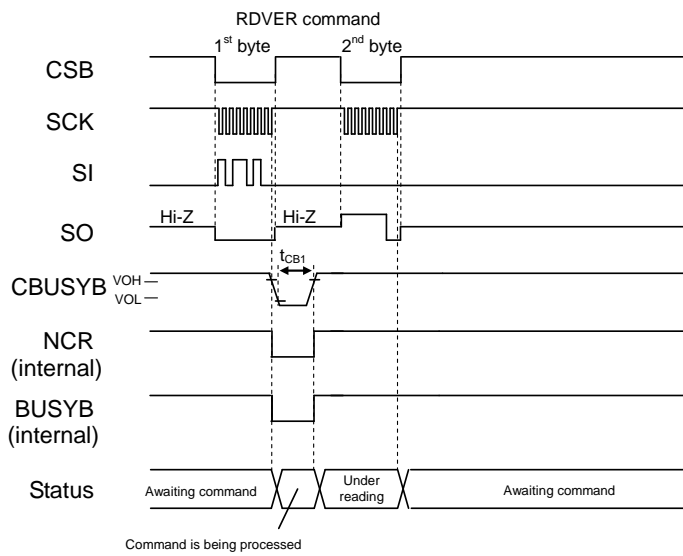 RDVER command
1st byte 2nd byte
CSB
SCK
SI
Hi-Z Hi-Z
SO
tCB1
VOH
CBUSYB
VOL
NCR
(internal)
BUSYB
(internal)
Status
Awaiting command
Under
reading
Awaiting command
Command is being processed